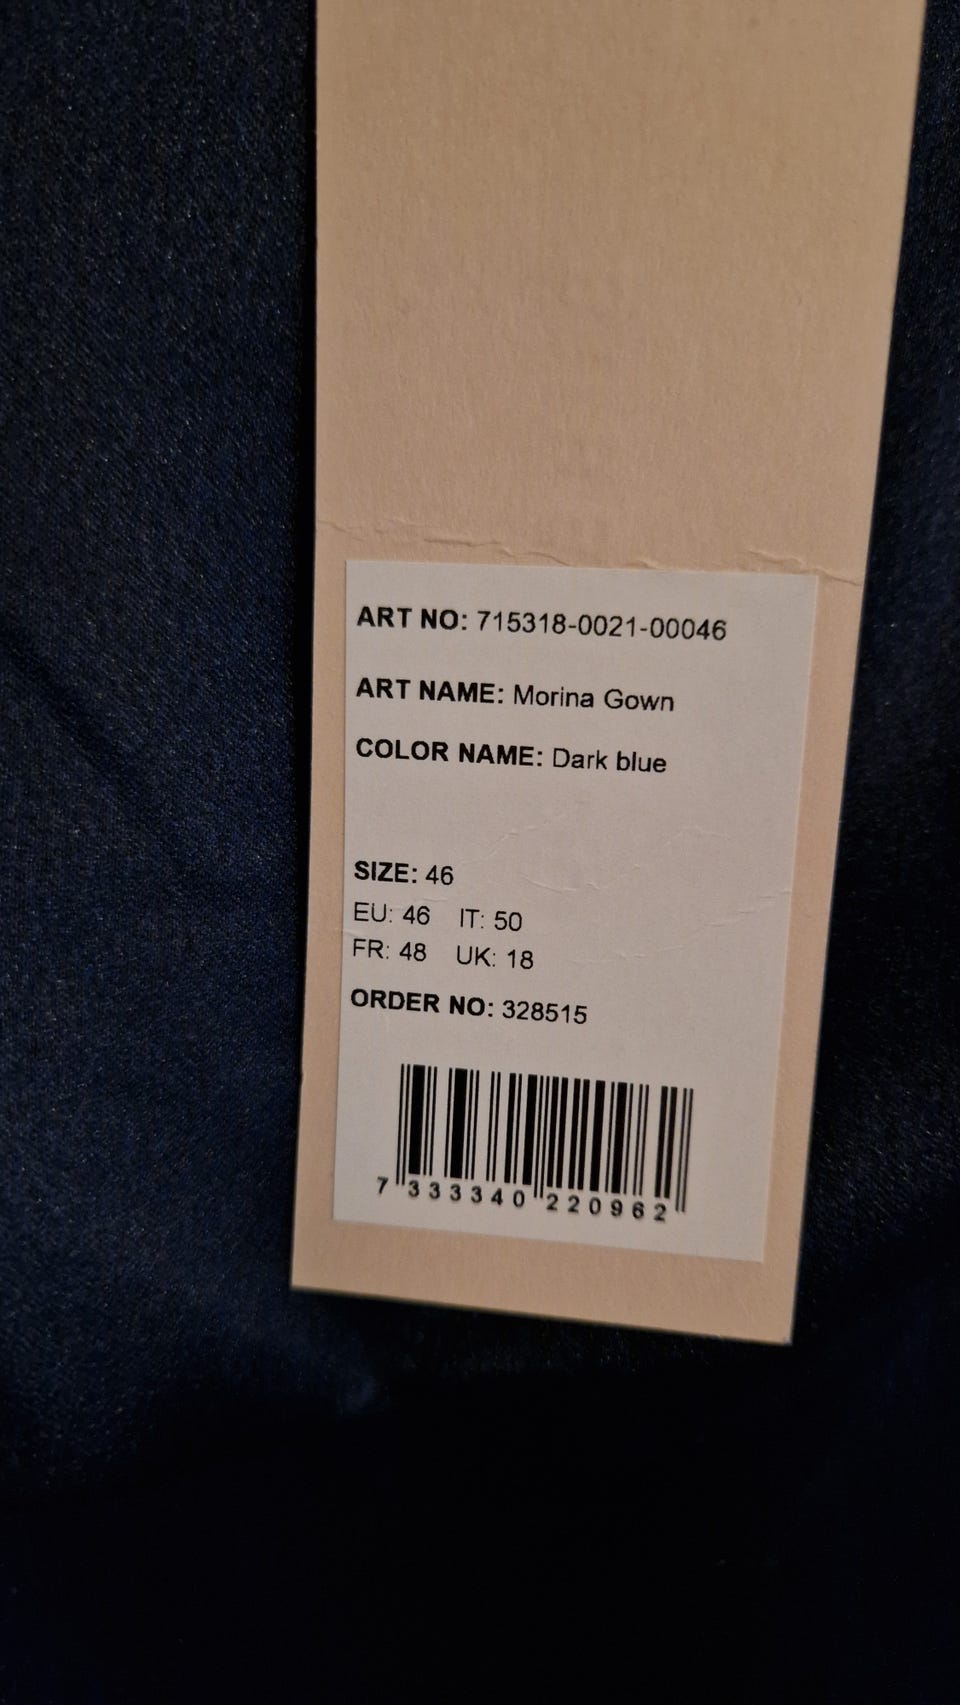 ART NO: 715318-0021-00046
ART NAME: Morina Gown
COLOR NAME: Dark blue
SIZE: 46
EU: 46 IT: 50
FR: 48 UK: 18
ORDER NO: 328515
7 333340 220962